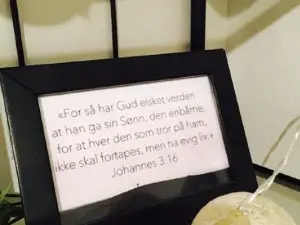 «For så har Gud elsket verden
at han ga sin Sønn, den enbårne,
for at hver den som tror på ham,
ikke skal fortapes, men ha evig liv.»
Johannes 3:16